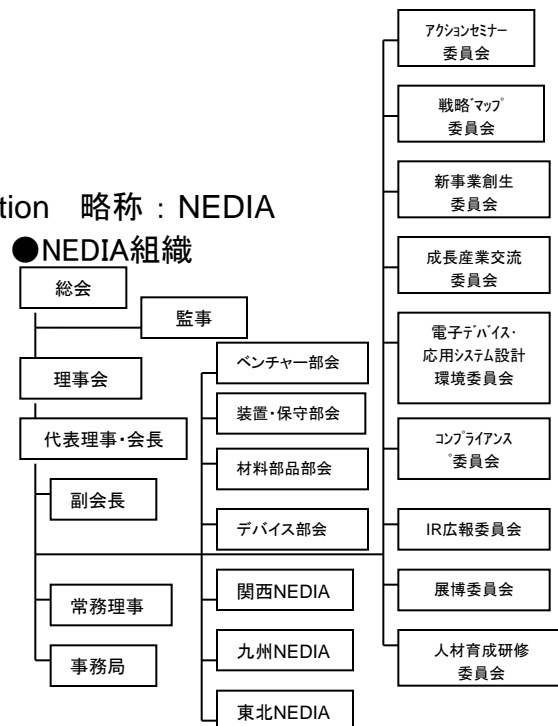 tion 略称：NEDIA
●NEDIA組織
総会
監事
理事会
代表理事・会長
副会長
常務理事
事務局
ベンチャー部会
装置・保守部会
材料部品部会
デバイス部会
関西NEDIA
九州NEDIA
東北NEDIA
ｱｸｼｮﾝｾﾐﾅｰ
委員会
戦略ﾞﾏｯﾌﾟ
委員会
新事業創生
委員会
成長産業交流
委員会
電子ﾃﾞﾊﾞｲｽ・
応用ｼｽﾃﾑ設計
環境委員会
ｺﾝﾌﾟﾗｲｱﾝｽ
ﾟ委員会
IR広報委員会
展博委員会
人材育成研修
委員会